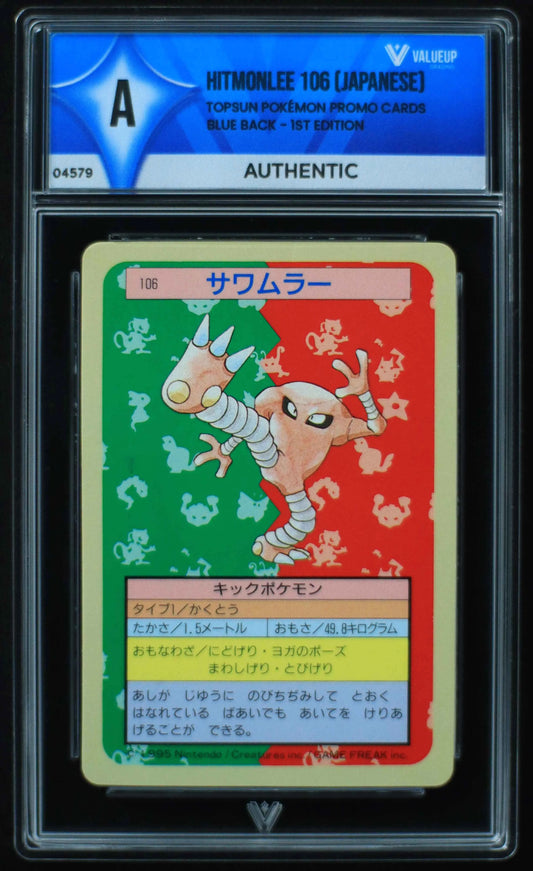 VALUEUP
GRADING
HITMONLEE 106 (JAPANESE)
TOPSUN POKÉMON PROMO CARDS
BLUE BACK - 1ST EDITION
A
04579
AUTHENTIC
106 サワムラー
キックポケモン
タイプ1/かくとう
たかさ/1.5メートル おもさ/49.8キログラム
おもなわざ/にどげり・ヨガのポーズ
まわしげり・とびげり
あしが じゆうに のびちぢみして とおく
はなれている ばあいでも あいてを けりあ
げることが できる。
1995 Nintendo / Creatures inc. / GAME FREAK inc.